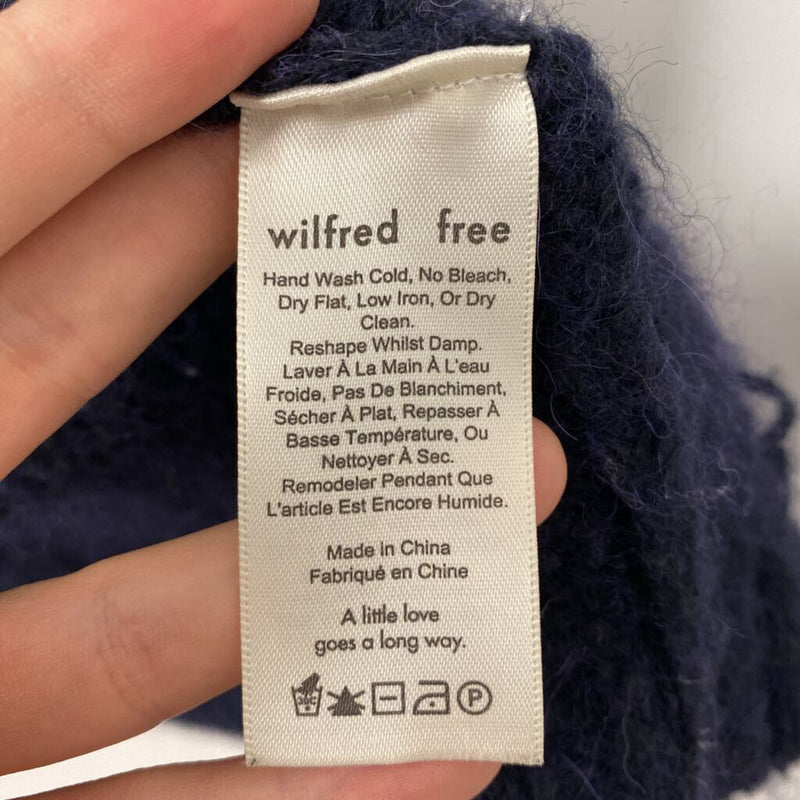 wilfred free
Hand Wash Cold, No Bleach,
Dry Flat, Low Iron, Or Dry
Clean.
Reshape Whilst Damp.
Laver À La Main À L'eau
Froide, Pas De Blanchiment,
Sécher À Plat, Repasser À
Basse Température, Ou
Nettoyer À Sec.
Remodeler Pendant Que
L'article Est Encore Humide.
Made in China
Fabriqué en Chine
A little love
goes a long way.
30C P